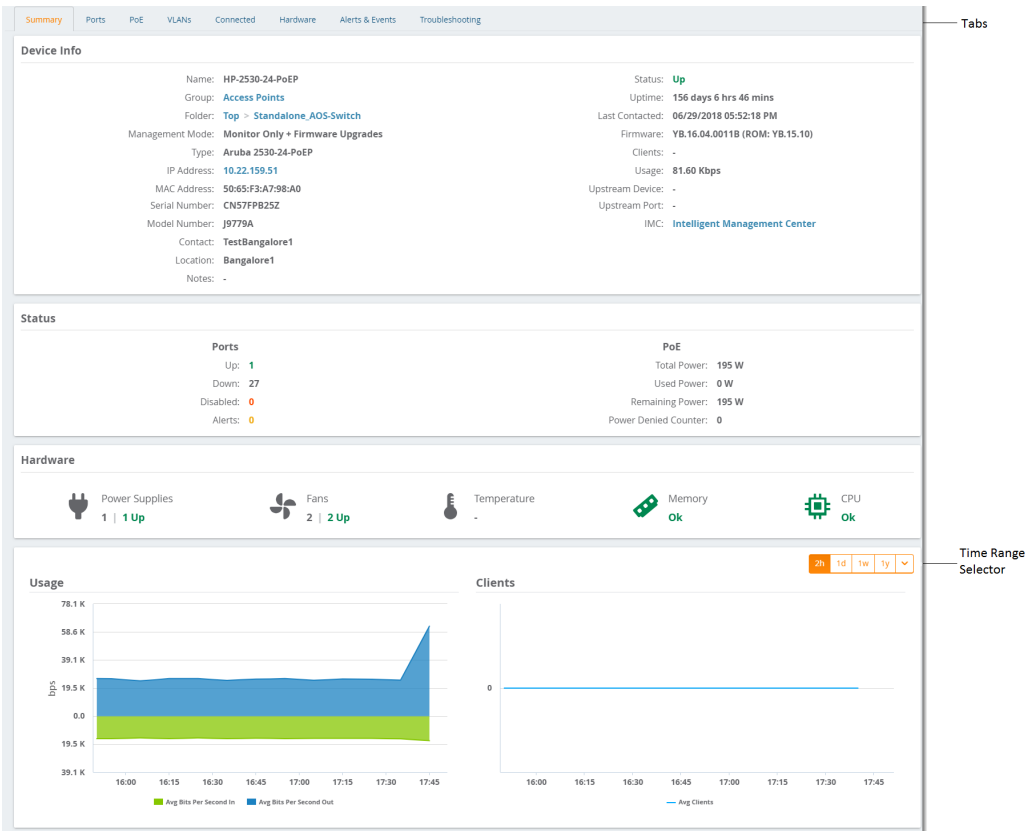 Summary Ports PoE VLANs Connected Hardware Alerts & Events Troubleshooting
Tabs
Device Info
Name: HP-2530-24-PoEP
Group: Access Points
Folder: Top > Standalone_AOS-Switch
Management Mode: Monitor Only + Firmware Upgrades
Type: Aruba 2530-24-PoEP
IP Address: 10.22.159.51
MAC Address: 50:65:F3:A7:98:A0
Serial Number: CN57FPB25Z
Model Number: J9779A
Contact: TestBangalore1
Location: Bangalore1
Notes: -
Status: Up
Uptime: 156 days 6 hrs 46 mins
Last Contacted: 06/29/2018 05:52:18 PM
Firmware: YB.16.04.0011B (ROM: YB.15.10)
Clients: -
Usage: 81.60 Kbps
Upstream Device: -
Upstream Port: -
IMC: Intelligent Management Center
Status
Ports
Up: 1
Down: 27
Disabled: 0
Alerts: 0
PoE
Total Power: 195 W
Used Power: 0 W
Remaining Power: 195 W
Power Denied Counter: 0
Hardware
Power Supplies
1 | 1 Up
Fans
2 | 2 Up
Temperature
-
Memory
Ok
CPU
Ok
2h 1d 1w 1y
Time Range
Selector
Usage
78.1 K
58.6 K
39.1 K
19.5 K
0.0
19.5 K
39.1 K
bps
16:00 16:15 16:30 16:45 17:00 17:15 17:30 17:45
Avg Bits Per Second In Avg Bits Per Second Out
Clients
0
16:00 16:15 16:30 16:45 17:00 17:15 17:30 17:45
Avg Clients